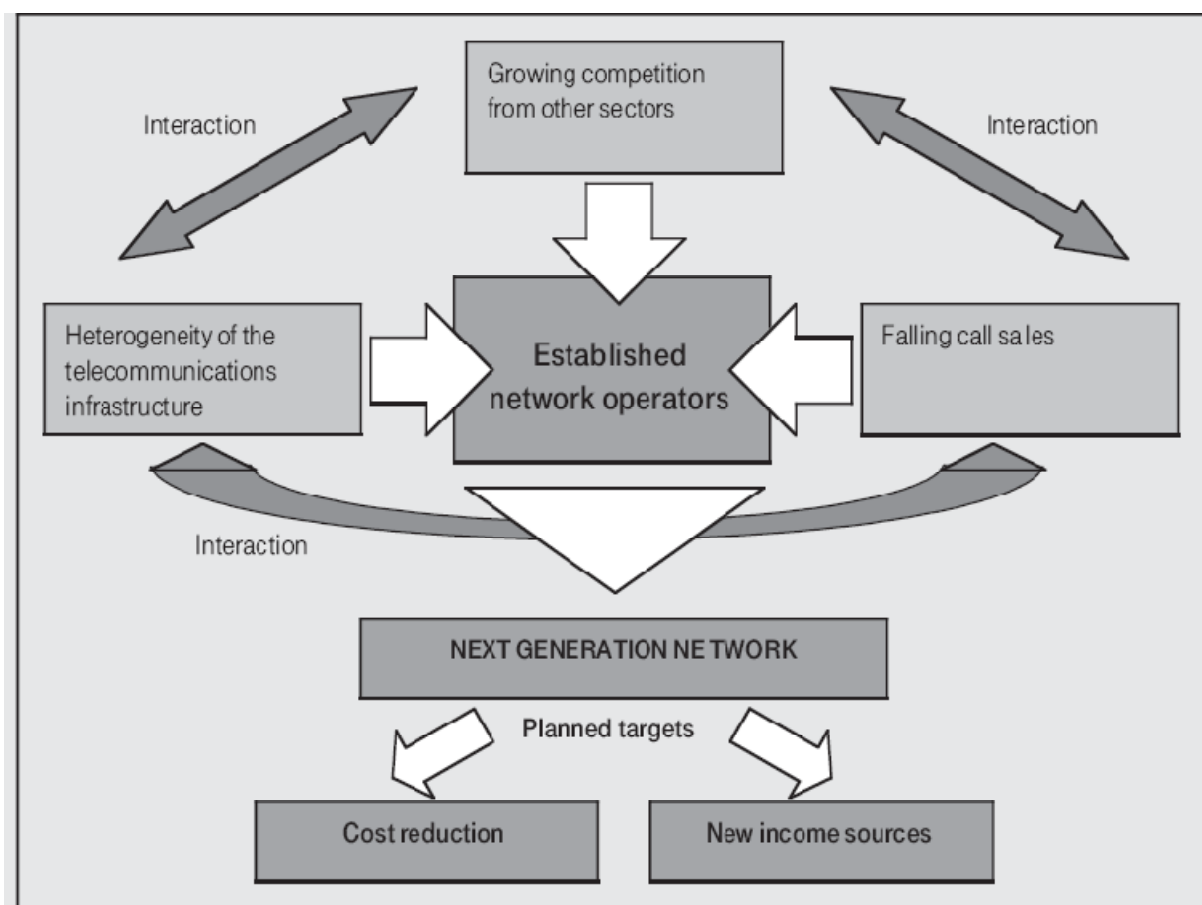 Growing competition
from other sectors
Interaction
Interaction
Heterogeneity of the
telecommunications
infrastructure
Established
network operators
Falling call sales
Interaction
NEXT GENERATION NETWORK
Planned targets
Cost reduction
New income sources